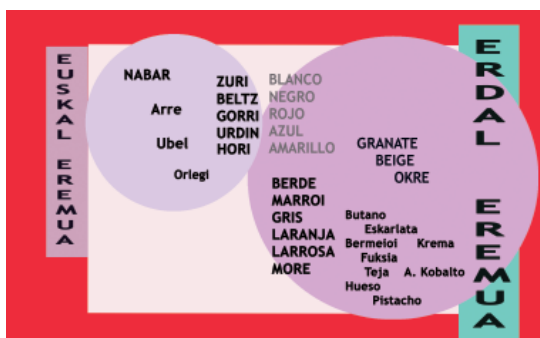 EUSKAL EREMUA
NABAR
Arre
Ubel
Orlegi
ZURI
BELTZ
GORRI
URDIN
HORI
BLANCO
NEGRO
ROJO
AZUL
AMARILLO
GRANATE
BEIGE
OKRE
BERDE
MARROI
GRIS
LARANJA
LARROSA
MORE
Butano
Eskarlata
Bermeioi Krema
Fuksia
Teja A. Kobalto
Hueso
Pistacho
ERDAL EREMUA